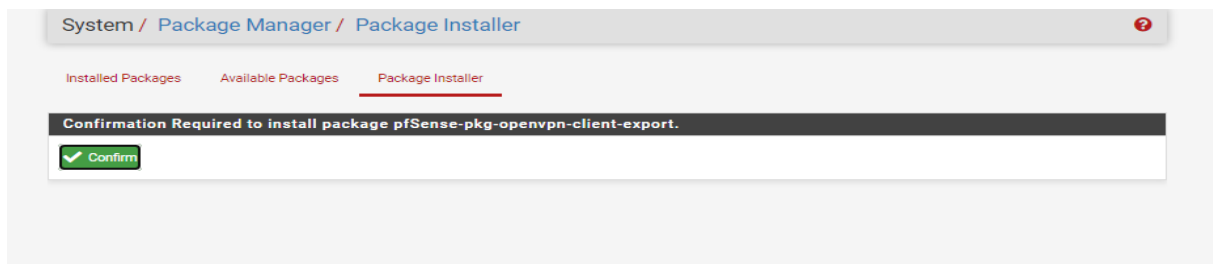 System / Package Manager / Package Installer
Installed Packages Available Packages Package Installer
Confirmation Required to install package pfSense-pkg-openvpn-client-export.
Confirm